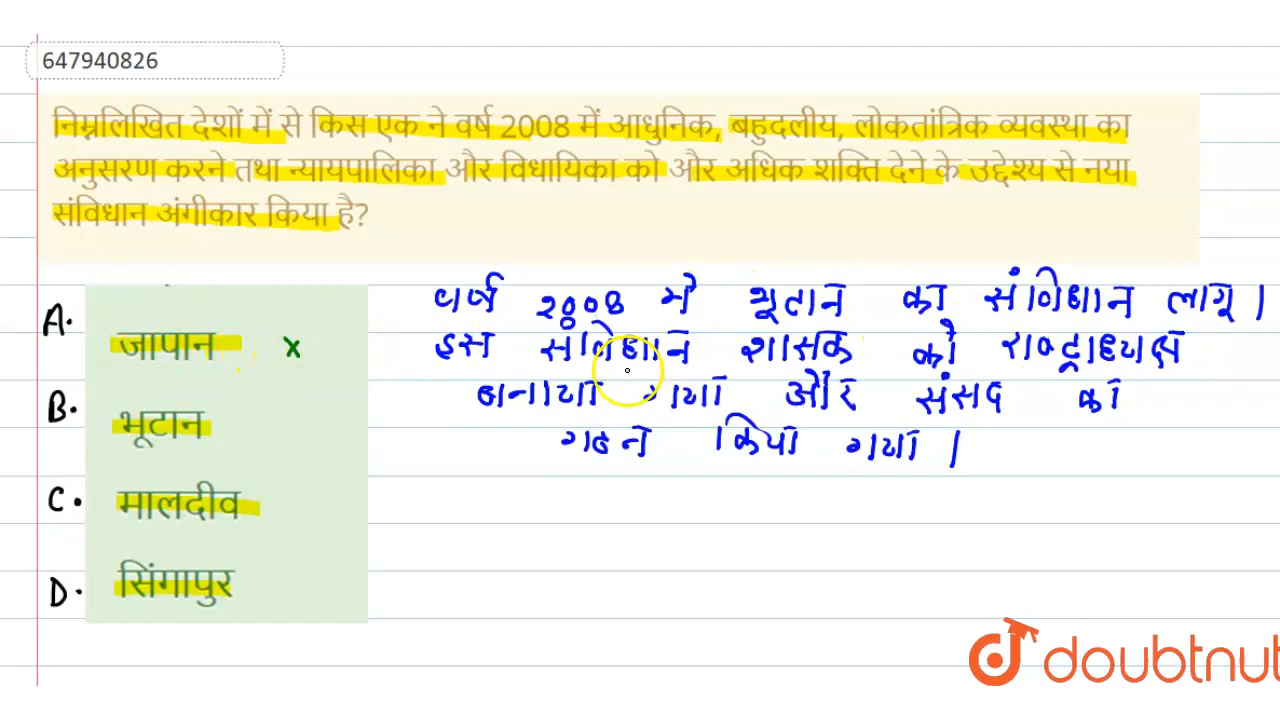 647940826
निम्नलिखित देशों में से किस एक ने वर्ष 2008 में आधुनिक, बहुदलीय, लोकतांत्रिक व्यवस्था का
अनुसरण करने तथा न्यायपालिका और विधायिका को और अधिक शक्ति देने के उद्देश्य से नया
संविधान अंगीकार किया है?
A. जापान x
B. भूटान
C. मालदीव
D. सिंगापुर
वर्ष 2008 में भूटान का संविधान लागू।
इस संविधान शासक को राष्ट्राध्यक्ष
बनाया गया और संसद का
गठन किया गया।
doubtnut